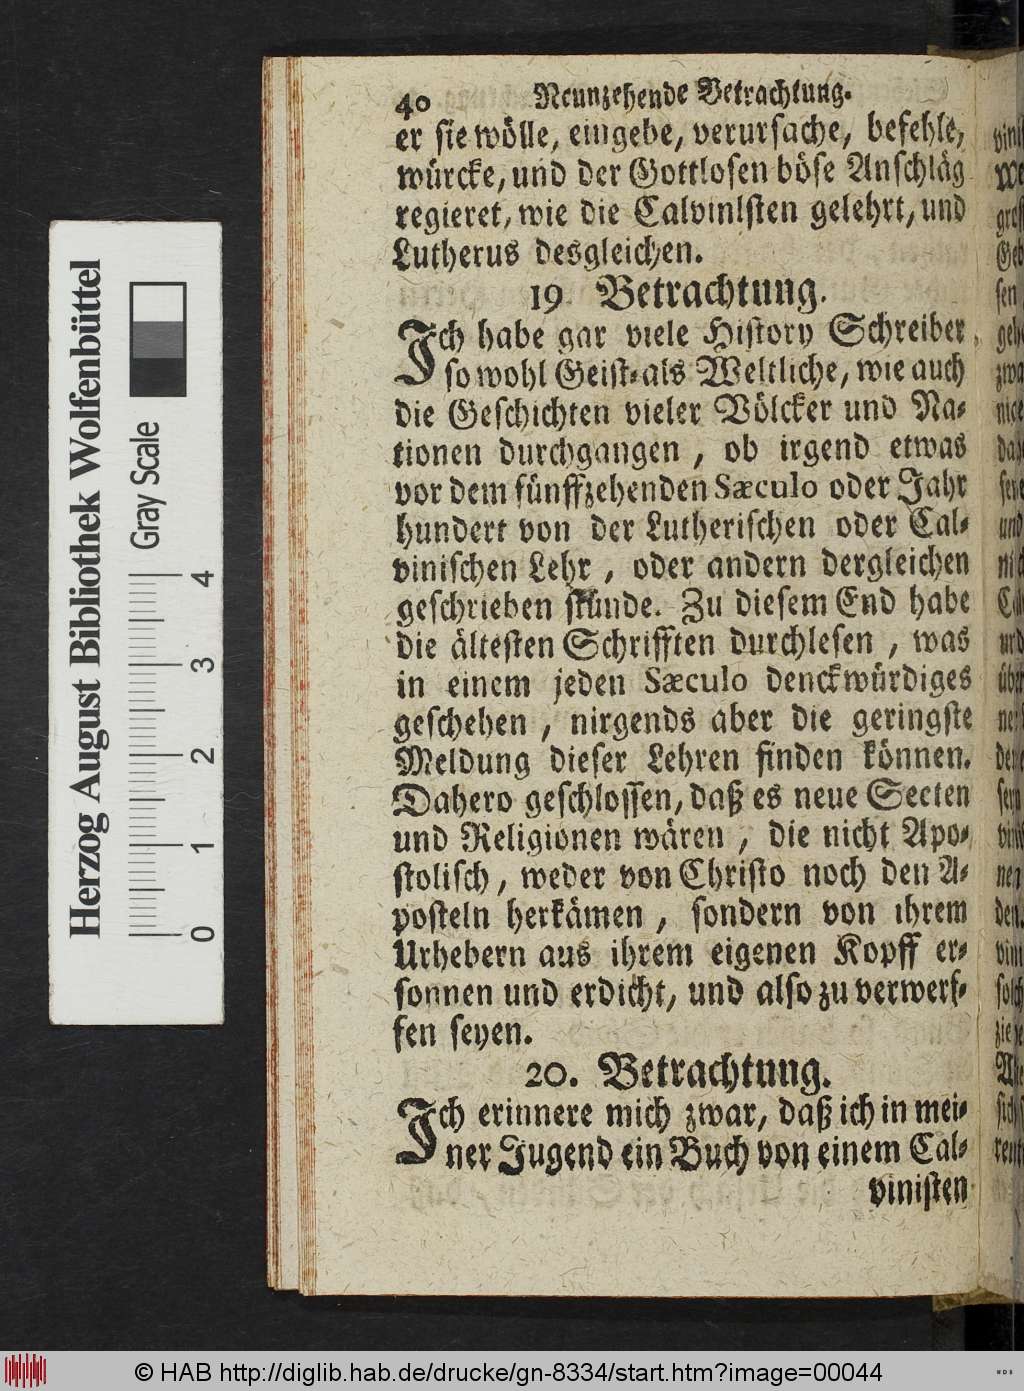 40 Neunzehende Betrachtung.
er sie wölle, eingebe, verursache, befehle,
würcke, und der Gottlosen böse Anschläg
regieret, wie die Calvinisten gelehrt, und
Lutherus desgleichen.
19 Betrachtung.
Ich habe gar viele History Schreiber,
so wohl Geist-als Weltliche, wie auch
die Geschichten vieler Völcker und Na-
tionen durchgangen, ob irgend etwas
vor dem fünffzehenden Sæculo oder Jahr
hundert von der Lutherischen oder Cal-
vinischen Lehr, oder andern dergleichen
geschrieben stünde. Zu diesem End habe
die ältesten Schrifften durchlesen, was
in einem jeden Sæculo denckwürdiges
geschehen, nirgends aber die geringste
Meldung dieser Lehren finden können.
Dahero geschlossen, daß es neue Secten
und Religionen wären, die nicht Apo-
stolisch, weder von Christo noch den A-
posteln herkämen, sondern von ihrem
Urhebern aus ihrem eigenen Kopff er-
sonnen und erdicht, und also zu verwerf-
fen seyen.
20. Betrachtung.
Ich erinnere mich zwar, daß ich in mei-
ner Jugend ein Buch von einem Cal-
vinisten
Herzog August Bibliothek Wolfenbüttel
Gray Scale
0 1 2 3 4
© HAB http://diglib.hab.de/drucke/gn-8334/start.htm?image=00044